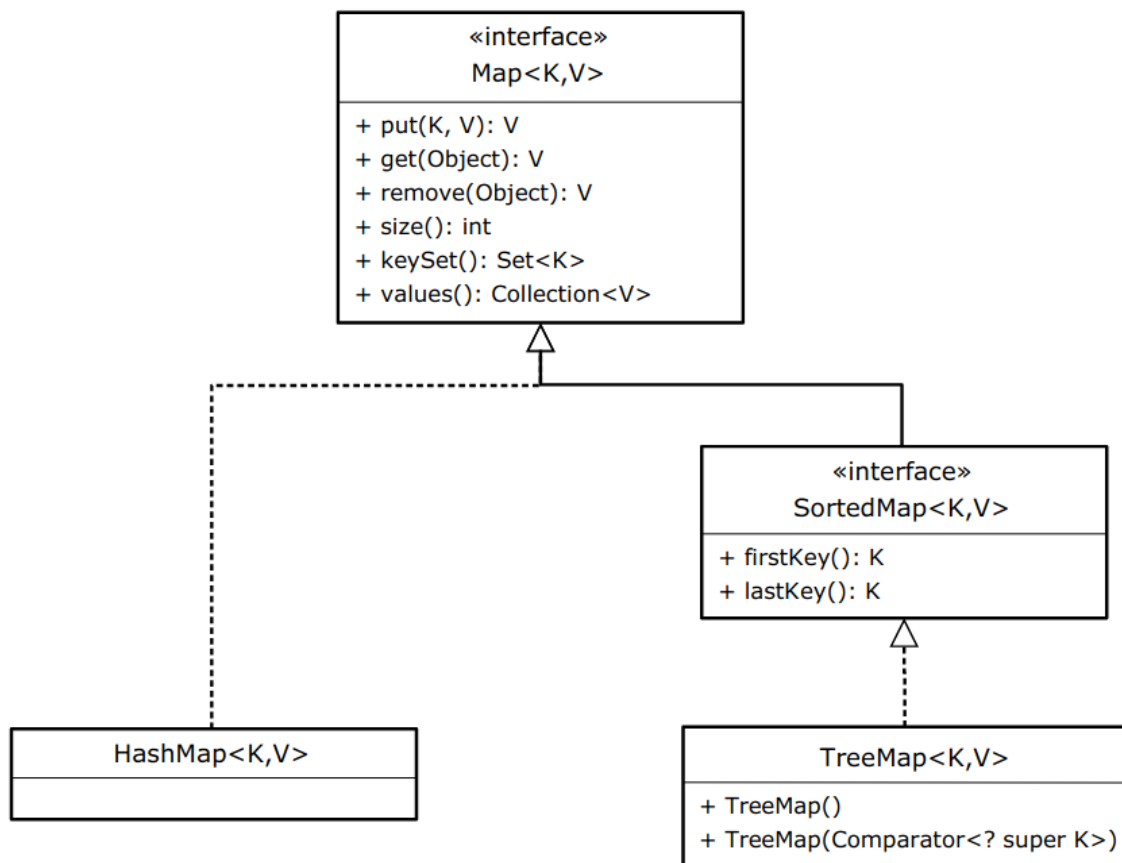 «interface»
Map<K,V>
+ put(K, V): V
+ get(Object): V
+ remove(Object): V
+ size(): int
+ keySet(): Set<K>
+ values(): Collection<V>
«interface»
SortedMap<K,V>
+ firstKey(): K
+ lastKey(): K
HashMap<K,V>
TreeMap<K,V>
+ TreeMap()
+ TreeMap(Comparator<? super K>)